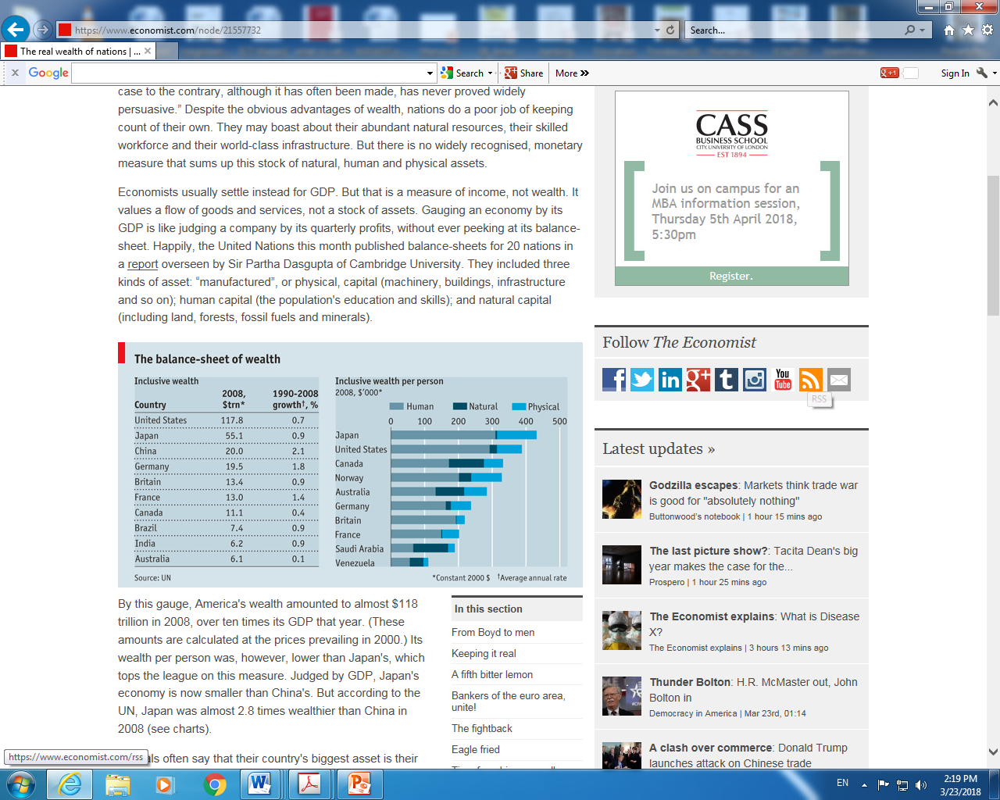 https://www.economist.com/node/21557732
Search...
The real wealth of nations | ...
Google
Search
Share
More
+1
Sign In
case to the contrary, although it has often been made, has never proved widely
persuasive.” Despite the obvious advantages of wealth, nations do a poor job of keeping
count of their own. They may boast about their abundant natural resources, their skilled
workforce and their world-class infrastructure. But there is no widely recognised, monetary
measure that sums up this stock of natural, human and physical assets.
Economists usually settle instead for GDP. But that is a measure of income, not wealth. It
values a flow of goods and services, not a stock of assets. Gauging an economy by its
GDP is like judging a company by its quarterly profits, without ever peeking at its balance-
sheet. Happily, the United Nations this month published balance-sheets for 20 nations in
a report overseen by Sir Partha Dasgupta of Cambridge University. They included three
kinds of asset: “manufactured”, or physical, capital (machinery, buildings, infrastructure
and so on); human capital (the population's education and skills); and natural capital
(including land, forests, fossil fuels and minerals).
The balance-sheet of wealth
Inclusive wealth
2008, 1990-2008
Country $trn* growth†, %
United States 117.8 0.7
Japan 55.1 0.9
China 20.0 2.1
Germany 19.5 1.8
Britain 13.4 0.9
France 13.0 1.4
Canada 11.1 0.4
Brazil 7.4 0.9
India 6.2 0.9
Australia 6.1 0.1
Source: UN
Inclusive wealth per person
2008, $’000*
Human Natural Physical
0 100 200 300 400 500
Japan
United States
Canada
Norway
Australia
Germany
Britain
France
Saudi Arabia
Venezuela
*Constant 2000 $ †Average annual rate
By this gauge, America's wealth amounted to almost $118
trillion in 2008, over ten times its GDP that year. (These
amounts are calculated at the prices prevailing in 2000.) Its
wealth per person was, however, lower than Japan's, which
tops the league on this measure. Judged by GDP, Japan's
economy is now smaller than China's. But according to the
UN, Japan was almost 2.8 times wealthier than China in
2008 (see charts).
often say that their country's biggest asset is their
In this section
From Boyd to men
Keeping it real
A fifth bitter lemon
Bankers of the euro area,
unite!
The fightback
Eagle fried
CASS
BUSINESS SCHOOL
CITY, UNIVERSITY OF LONDON
EST 1894
Join us on campus for an
MBA information session,
Thursday 5th April 2018,
5:30pm
Register.
Follow The Economist
You
Tube
RSS
Latest updates »
Godzilla escapes: Markets think trade war
is good for "absolutely nothing"
Buttonwood's notebook | 1 hour 15 mins ago
The last picture show?: Tacita Dean's big
year makes the case for the...
Prospero | 1 hour 25 mins ago
The Economist explains: What is Disease
X?
The Economist explains | 3 hours 13 mins ago
Thunder Bolton: H.R. McMaster out, John
Bolton in
Democracy in America | Mar 23rd, 01:14
A clash over commerce: Donald Trump
launches attack on Chinese trade
https://www.economist.com/rss
EN
2:19 PM
3/23/2018